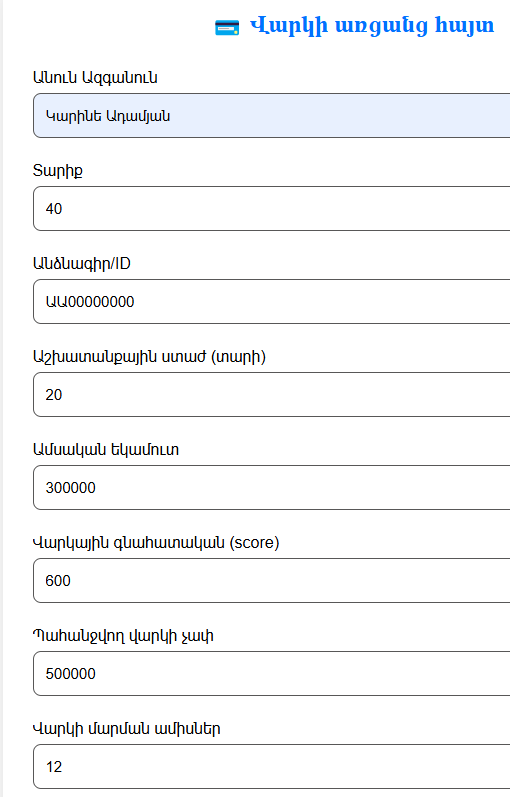 Վարկի առցանց հայտ
Անուն Ազգանուն
Կարինե Ադամյան
Տարիք
40
Անձնագիր/ID
ԱԱ00000000
Աշխատանքային ստաժ (տարի)
20
Ամսական եկամուտ
300000
Վարկային գնահատական (score)
600
Պահանջվող վարկի չափ
500000
Վարկի մարման ամիսներ
12